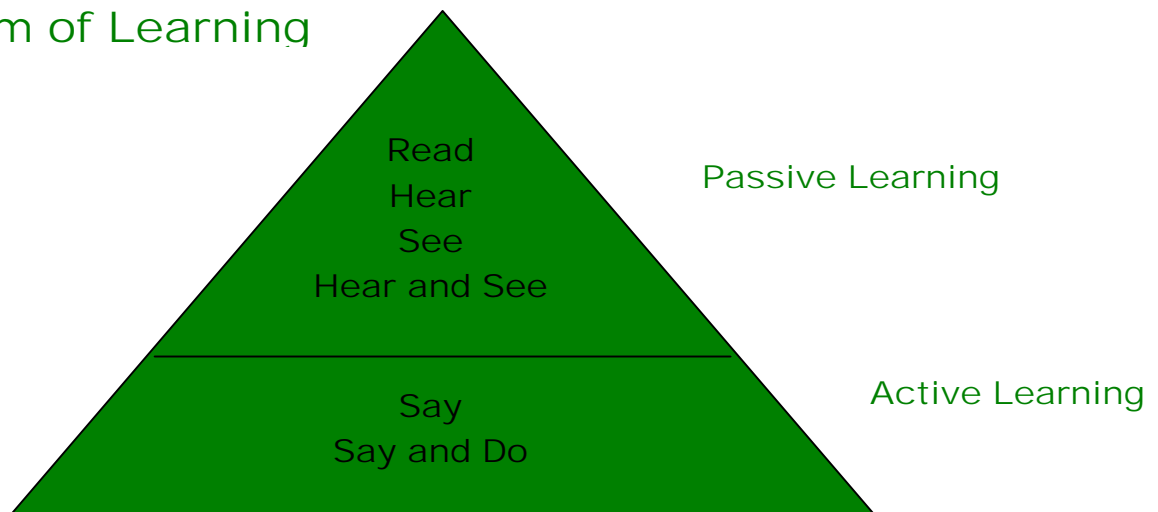 m of Learning
Read
Hear
See
Hear and See
Passive Learning
Say
Say and Do
Active Learning